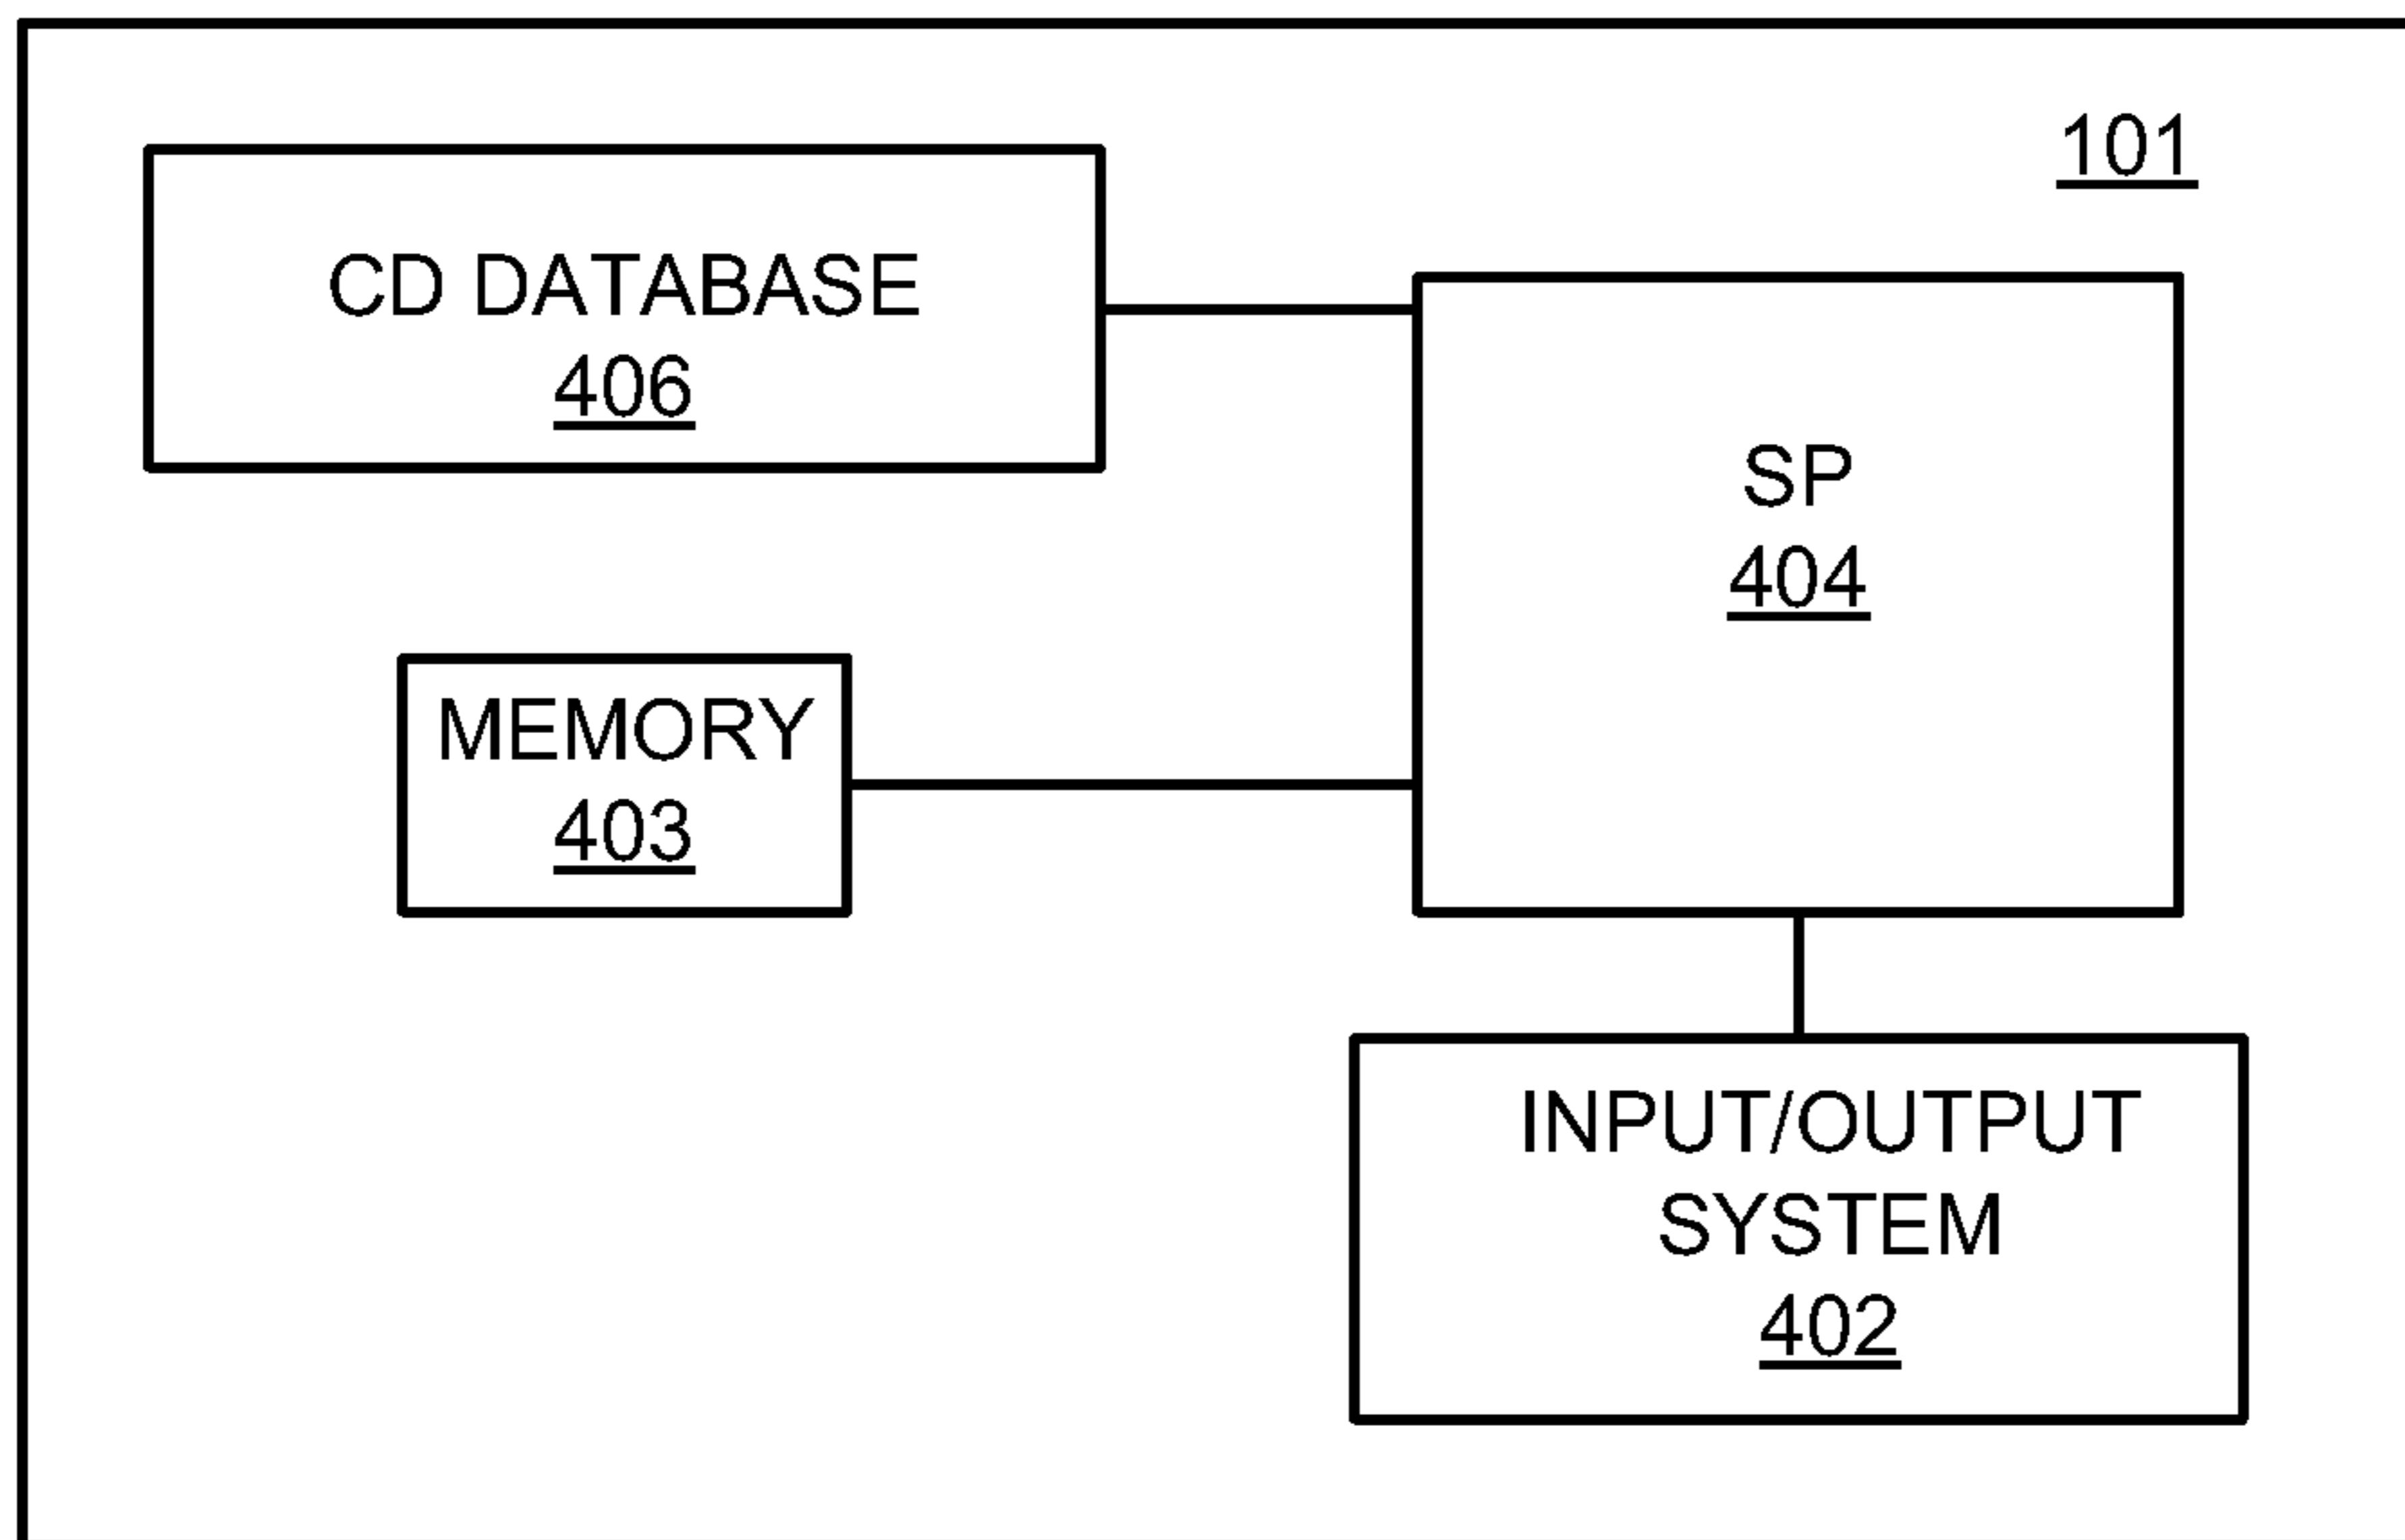 101
CD DATABASE
406
SP
404
MEMORY
403
INPUT/OUTPUT
SYSTEM
402